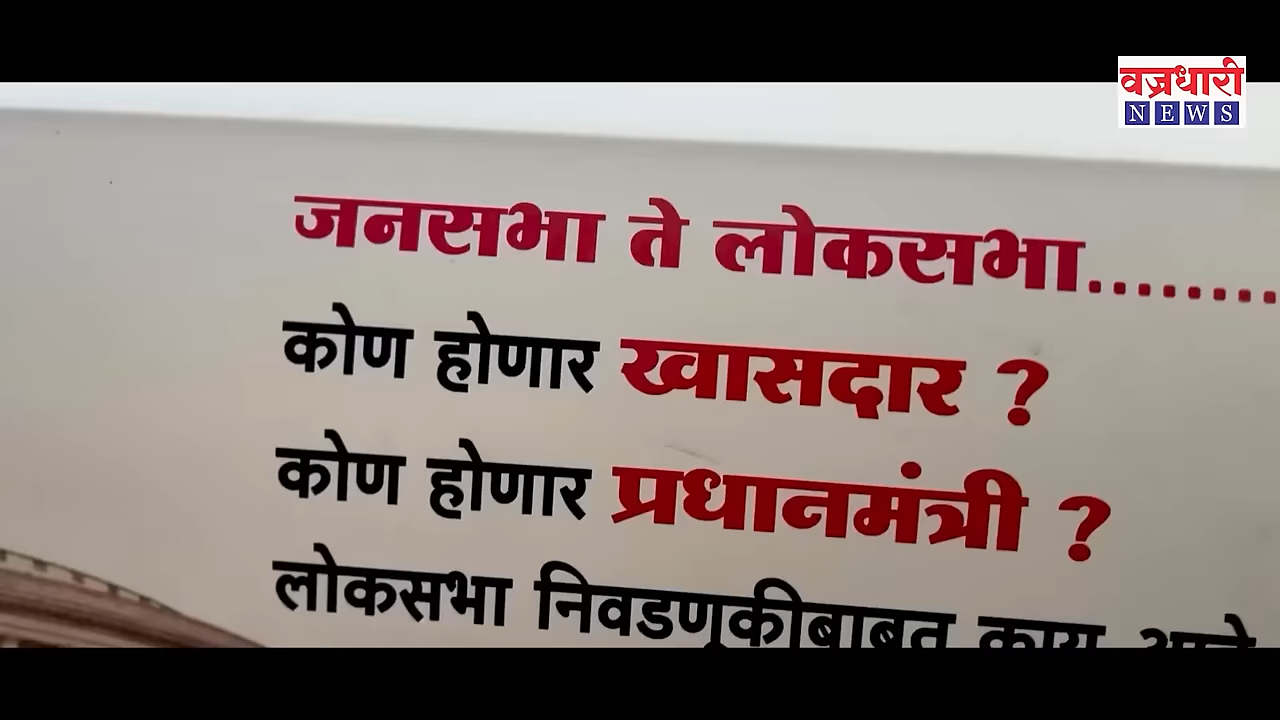 वज्रधारी
NEWS
जनसभा ते लोकसभा.........
कोण होणार खासदार ?
कोण होणार प्रधानमंत्री ?
लोकसभा निवडणूकीबाबत काय